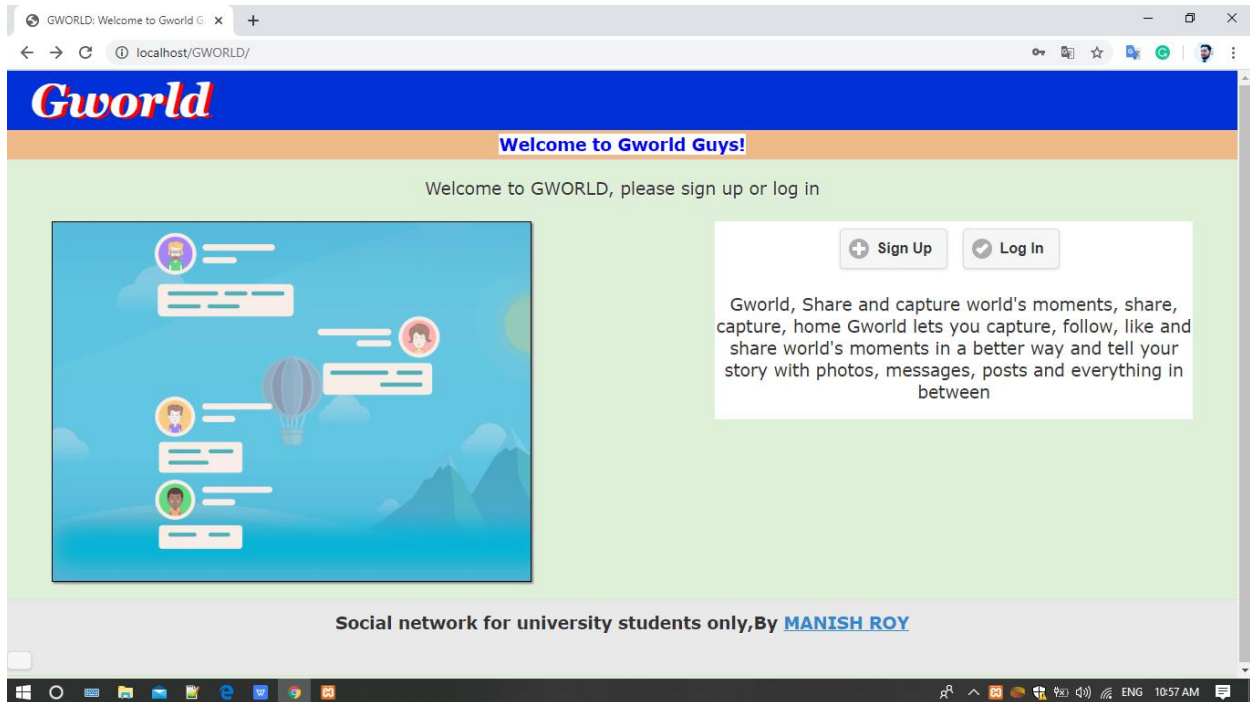 GWORLD: Welcome to Gworld G
localhost/GWORLD/
Gworld
Welcome to Gworld Guys!
Welcome to GWORLD, please sign up or log in
Sign Up
Log In
Gworld, Share and capture world's moments, share,
capture, home Gworld lets you capture, follow, like and
share world's moments in a better way and tell your
story with photos, messages, posts and everything in
between
Social network for university students only,By MANISH ROY
ENG 10:57 AM